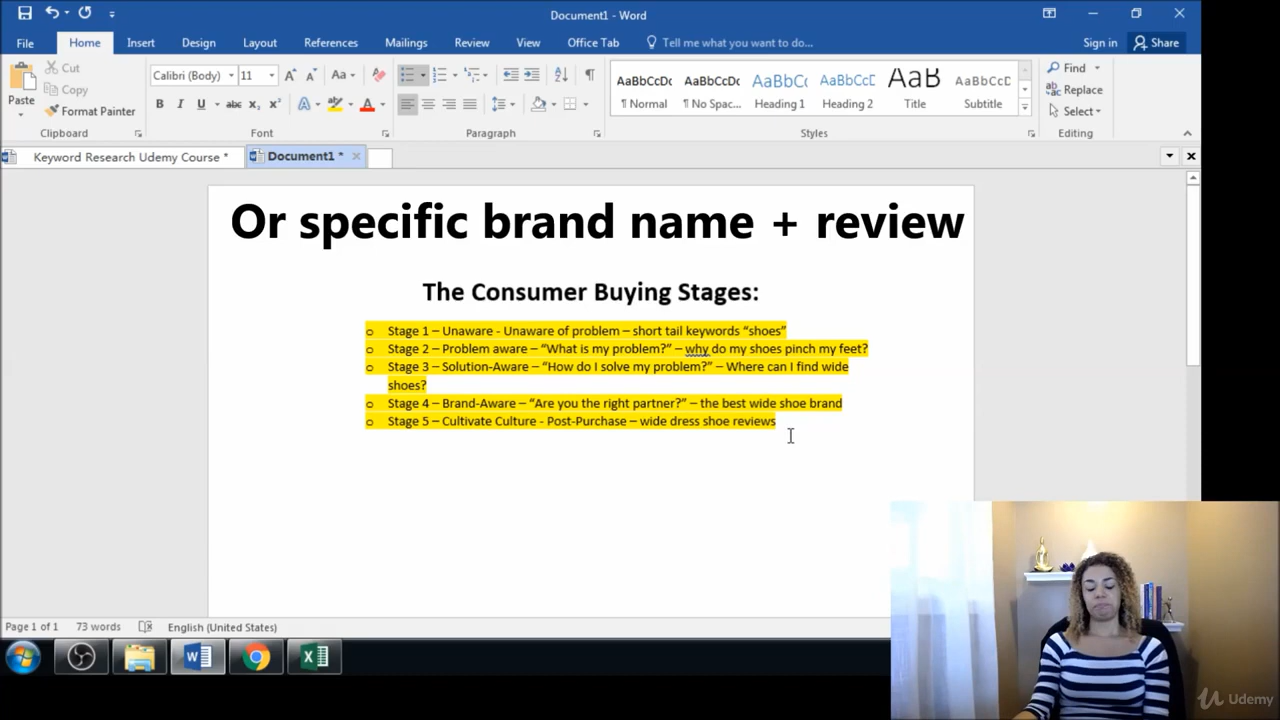 Document1 - Word
File Home Insert Design Layout References Mailings Review View Office Tab Tell me what you want to do... Sign in Share
Cut
Copy
Format Painter
Paste
Calibri (Body) 11
AaBbCcDc AaBbCcDc AaBbCc AaBbCcC AaB AaBbCcD
¶ Normal ¶ No Spac... Heading 1 Heading 2 Title Subtitle
Find
Replace
Select
Clipboard Font Paragraph Styles Editing
Keyword Research Udemy Course * Document1 *
Or specific brand name + review
The Consumer Buying Stages:
o Stage 1 – Unaware - Unaware of problem – short tail keywords “shoes”
o Stage 2 – Problem aware – “What is my problem?” – why do my shoes pinch my feet?
o Stage 3 – Solution-Aware – “How do I solve my problem?” – Where can I find wide
shoes?
o Stage 4 – Brand-Aware – “Are you the right partner?” – the best wide shoe brand
o Stage 5 – Cultivate Culture - Post-Purchase – wide dress shoe reviews
Page 1 of 1 73 words English (United States)
Udemy